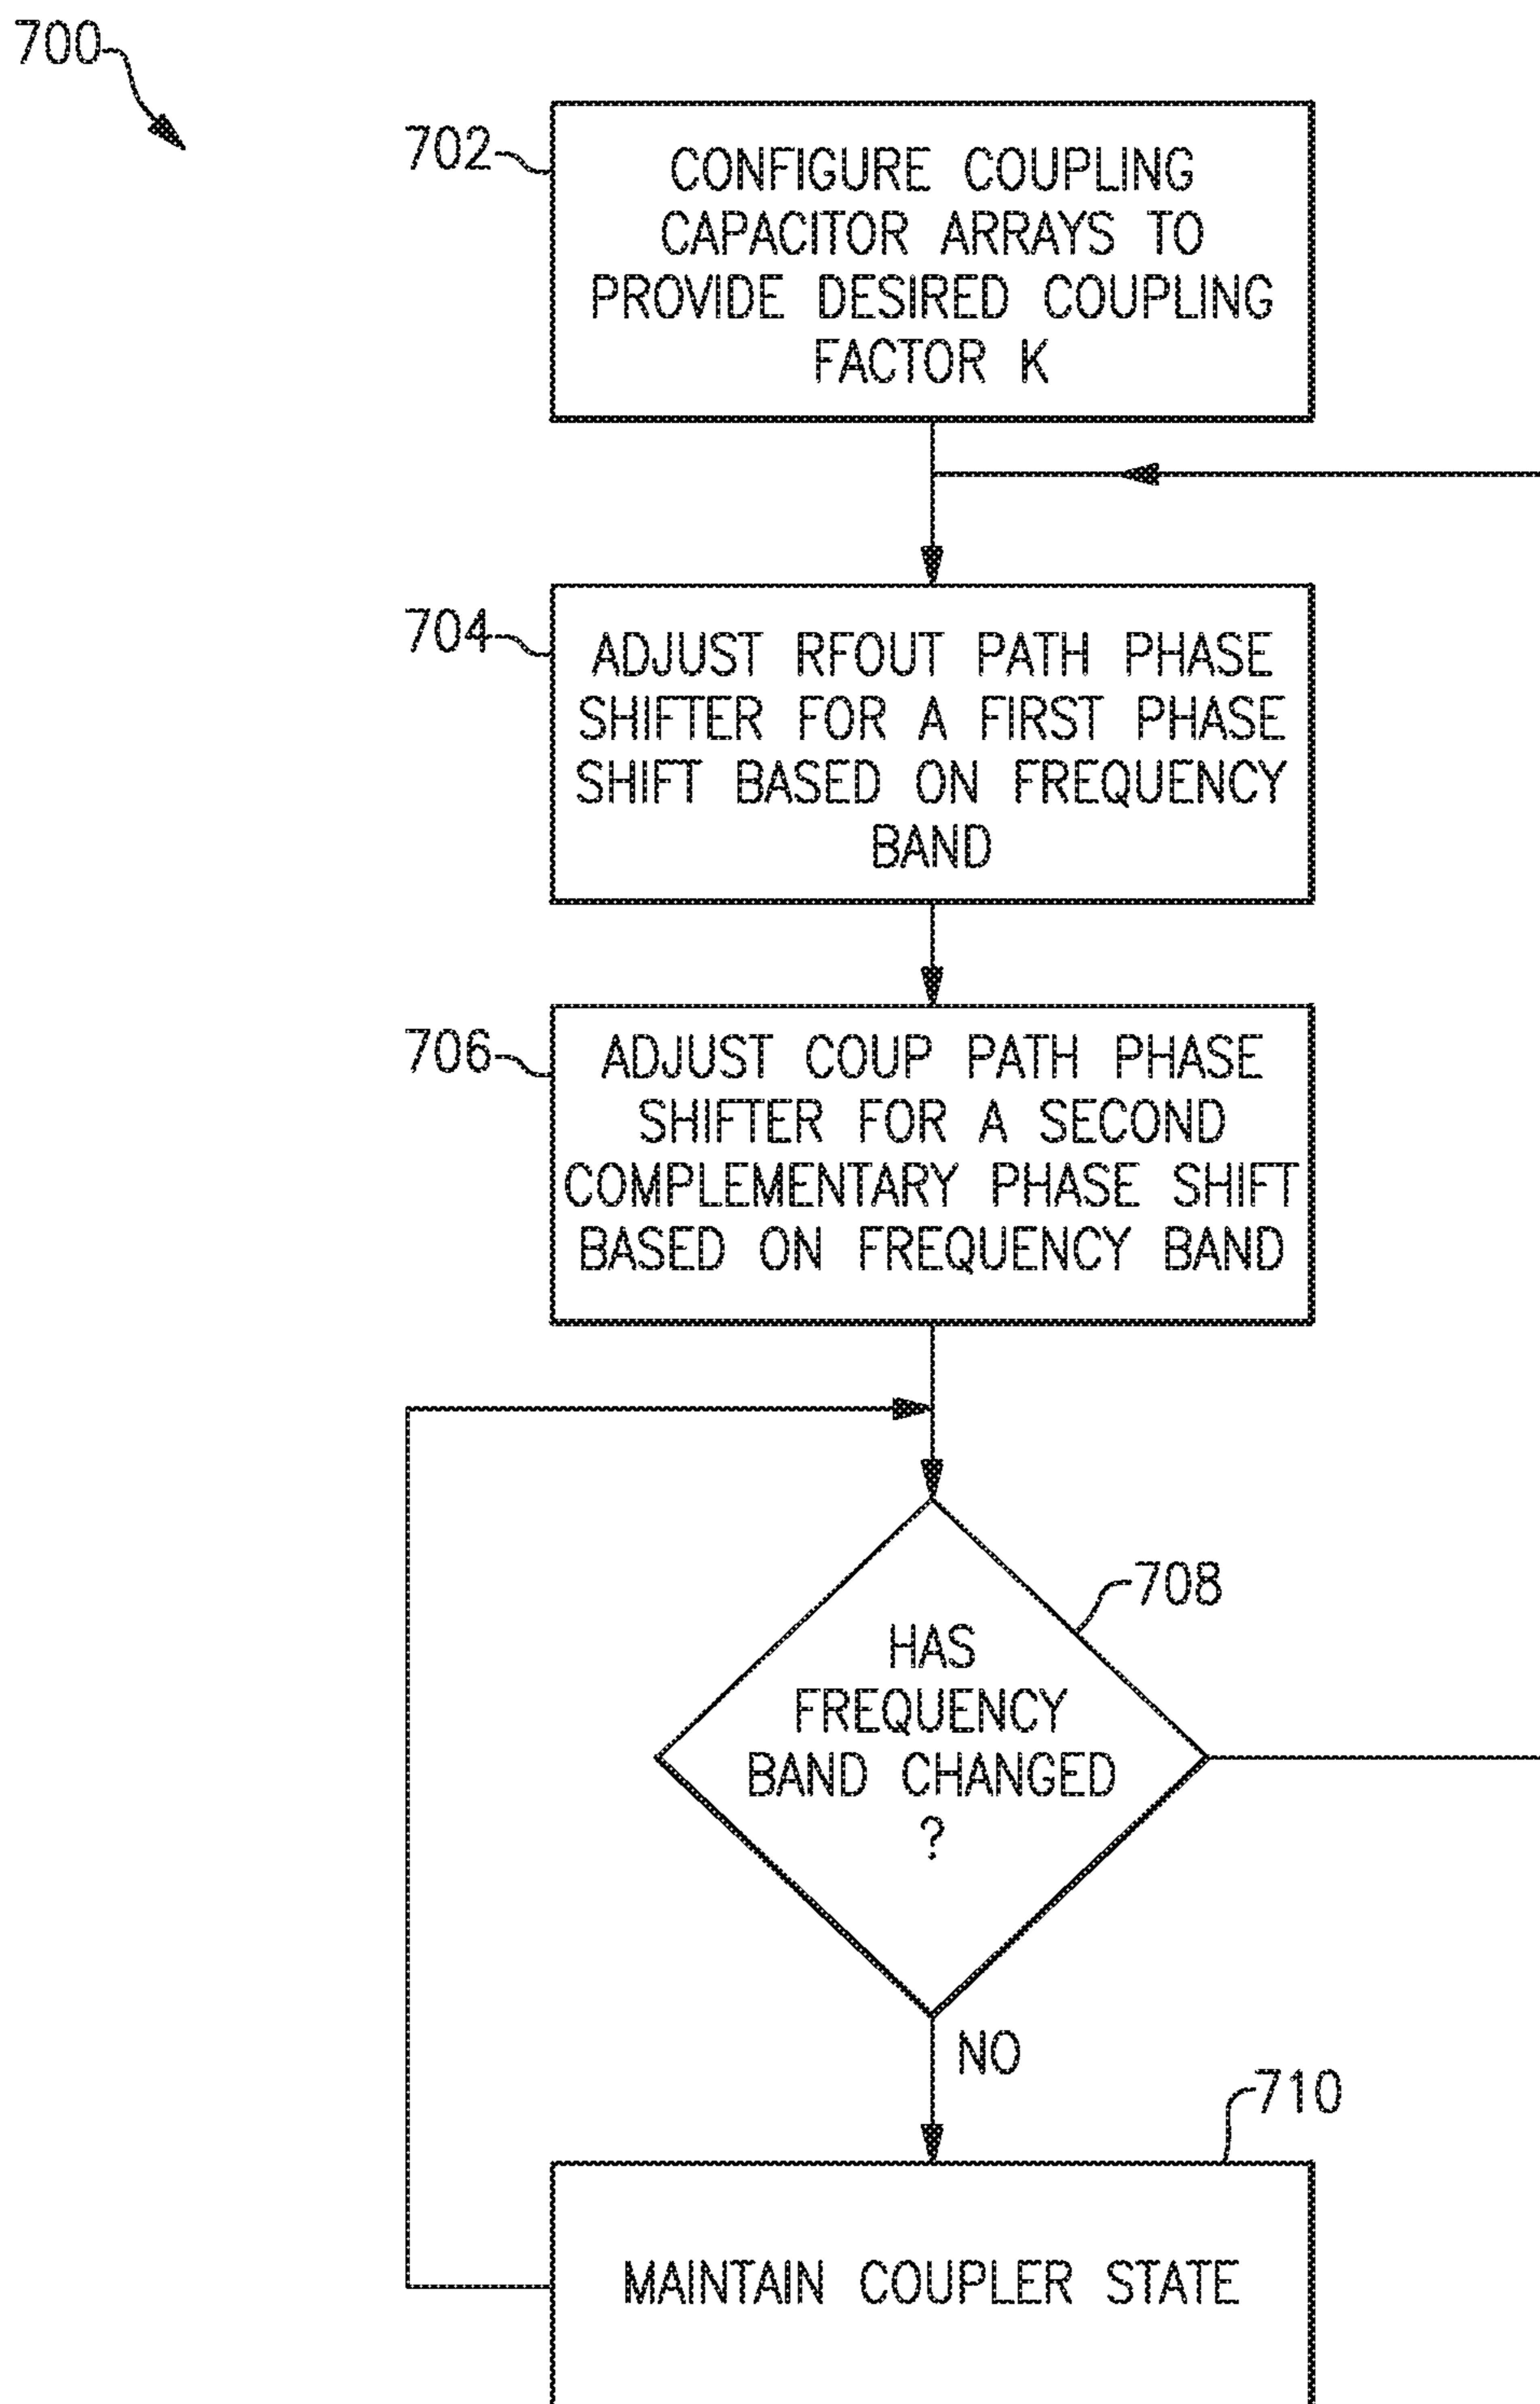 700
702
CONFIGURE COUPLING
CAPACITOR ARRAYS TO
PROVIDE DESIRED COUPLING
FACTOR K
704
ADJUST RFOUT PATH PHASE
SHIFTER FOR A FIRST PHASE
SHIFT BASED ON FREQUENCY
BAND
706
ADJUST COUP PATH PHASE
SHIFTER FOR A SECOND
COMPLEMENTARY PHASE SHIFT
BASED ON FREQUENCY BAND
708
HAS
FREQUENCY
BAND CHANGED
?
NO
710
MAINTAIN COUPLER STATE